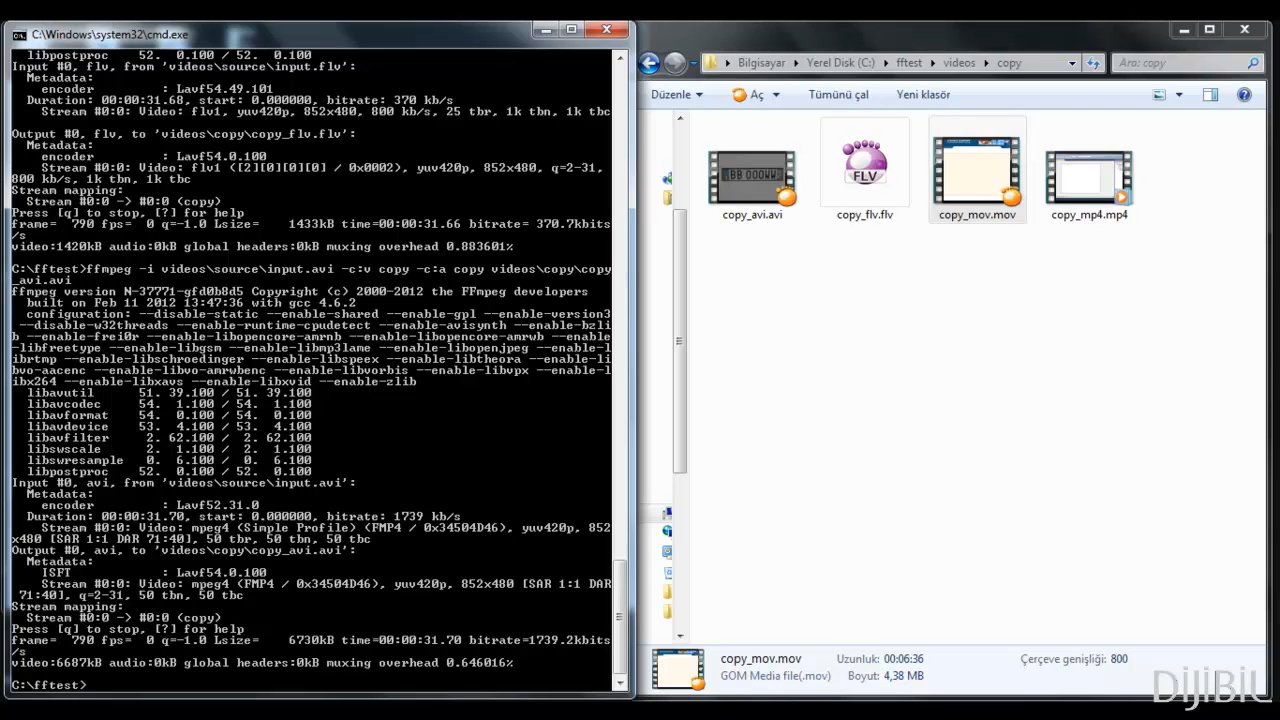 C:\Windows\system32\cmd.exe
libpostproc    52.  0.100 / 52.  0.100
Input #0, flv, from 'videos\source\input.flv':
Metadata:
encoder         : Lavf54.49.101
Duration: 00:00:31.68, start: 0.000000, bitrate: 370 kb/s
Stream #0:0: Video: flv1, yuv420p, 852x480, 800 kb/s, 25 tbr, 1k tbn, 1k tbc
Output #0, flv, to 'videos\copy\copy_flv.flv':
Metadata:
encoder         : Lavf54.0.100
Stream #0:0: Video: flv1 ([2][0][0][0] / 0x0002), yuv420p, 852x480, q=2-31,
800 kb/s, 1k tbn, 1k tbc
Stream mapping:
Stream #0:0 -> #0:0 (copy)
Press [q] to stop, [?] for help
frame=  790 fps=  0 q=-1.0 Lsize=    1433kB time=00:00:31.66 bitrate= 370.7kbits
/s
video:1420kB audio:0kB global headers:0kB muxing overhead 0.883601%
C:\fftest>ffmpeg -i videos\source\input.avi -c:v copy -c:a copy videos\copy\copy
_avi.avi
ffmpeg version N-37771-gfd0b8d5 Copyright (c) 2000-2012 the FFmpeg developers
built on Feb 11 2012 13:47:36 with gcc 4.6.2
configuration: --disable-static --enable-shared --enable-gpl --enable-version3
--disable-w32threads --enable-runtime-cpudetect --enable-avisynth --enable-bzli
b --enable-frei0r --enable-libopencore-amrnb --enable-libopencore-amrwb --enable
-libfreetype --enable-libgsm --enable-libmp3lame --enable-libopenjpeg --enable-l
ibrtmp --enable-libschroedinger --enable-libspeex --enable-libtheora --enable-li
bvo-aacenc --enable-libvo-amrwbenc --enable-libvorbis --enable-libvpx --enable-l
ibx264 --enable-libxavs --enable-libxvid --enable-zlib
libavutil      51. 39.100 / 51. 39.100
libavcodec     54.  1.100 / 54.  1.100
libavformat    54.  0.100 / 54.  0.100
libavdevice    53.  4.100 / 53.  4.100
libavfilter     2. 62.100 /  2. 62.100
libswscale      2.  1.100 /  2.  1.100
libswresample   0.  6.100 /  0.  6.100
libpostproc    52.  0.100 / 52.  0.100
Input #0, avi, from 'videos\source\input.avi':
Metadata:
encoder         : Lavf52.31.0
Duration: 00:00:31.70, start: 0.000000, bitrate: 1739 kb/s
Stream #0:0: Video: mpeg4 (Simple Profile) (FMP4 / 0x34504D46), yuv420p, 852
x480 [SAR 1:1 DAR 71:40], 50 tbr, 50 tbn, 50 tbc
Output #0, avi, to 'videos\copy\copy_avi.avi':
Metadata:
ISFT            : Lavf54.0.100
Stream #0:0: Video: mpeg4 (FMP4 / 0x34504D46), yuv420p, 852x480 [SAR 1:1 DAR
71:40], q=2-31, 50 tbn, 50 tbc
Stream mapping:
Stream #0:0 -> #0:0 (copy)
Press [q] to stop, [?] for help
frame=  790 fps=  0 q=-1.0 Lsize=    6730kB time=00:00:31.70 bitrate=1739.2kbits
/s
video:6687kB audio:0kB global headers:0kB muxing overhead 0.646016%
C:\fftest>
Bilgisayar Yerel Disk (C:) fftest videos copy
Ara: copy
Düzenle Aç Tümünü çal Yeni klasör
FLV
copy_avi.avi copy_flv.flv copy_mov.mov copy_mp4.mp4
copy_mov.mov Uzunluk: 00:06:36 Çerçeve genişliği: 800
GOM Media file(.mov) Boyut: 4,38 MB
DijiBiL